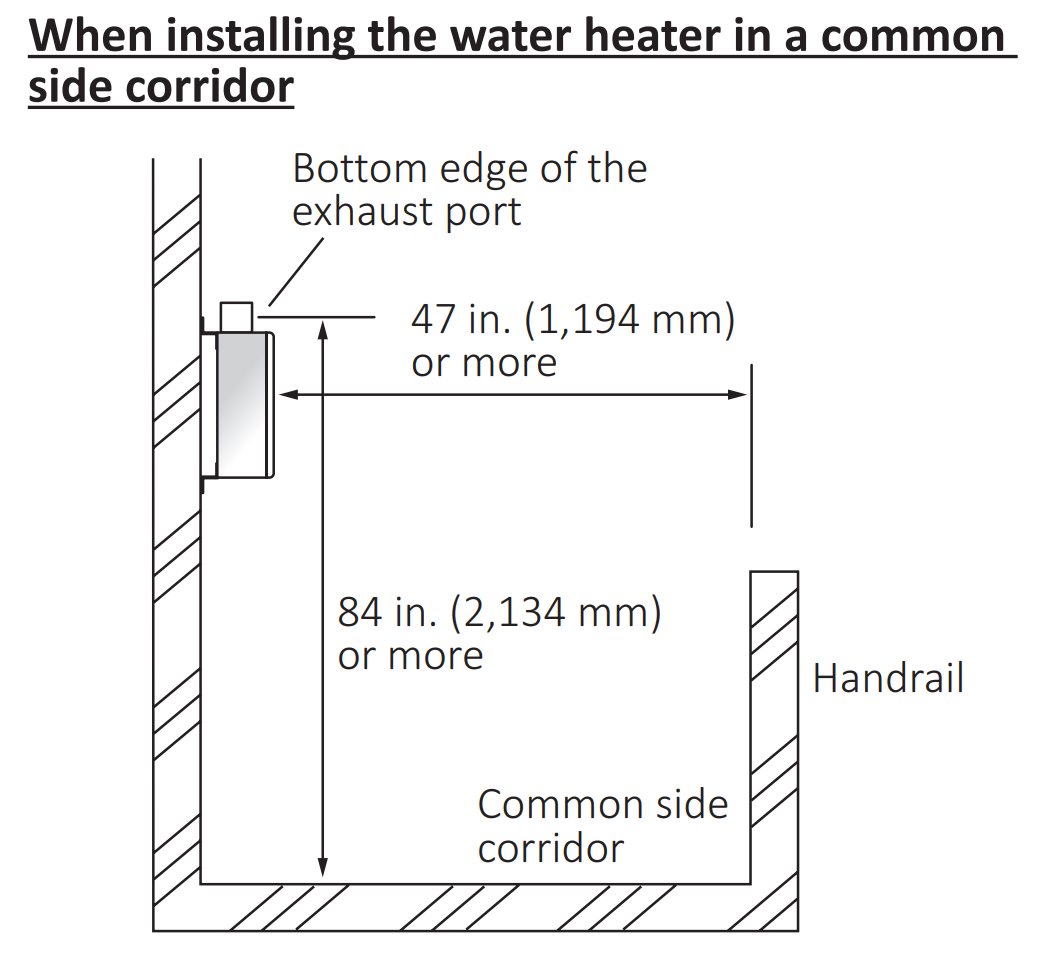 When installing the water heater in a common
side corridor
Bottom edge of the
exhaust port
47 in. (1,194 mm)
or more
84 in. (2,134 mm)
or more
Handrail
Common side
corridor